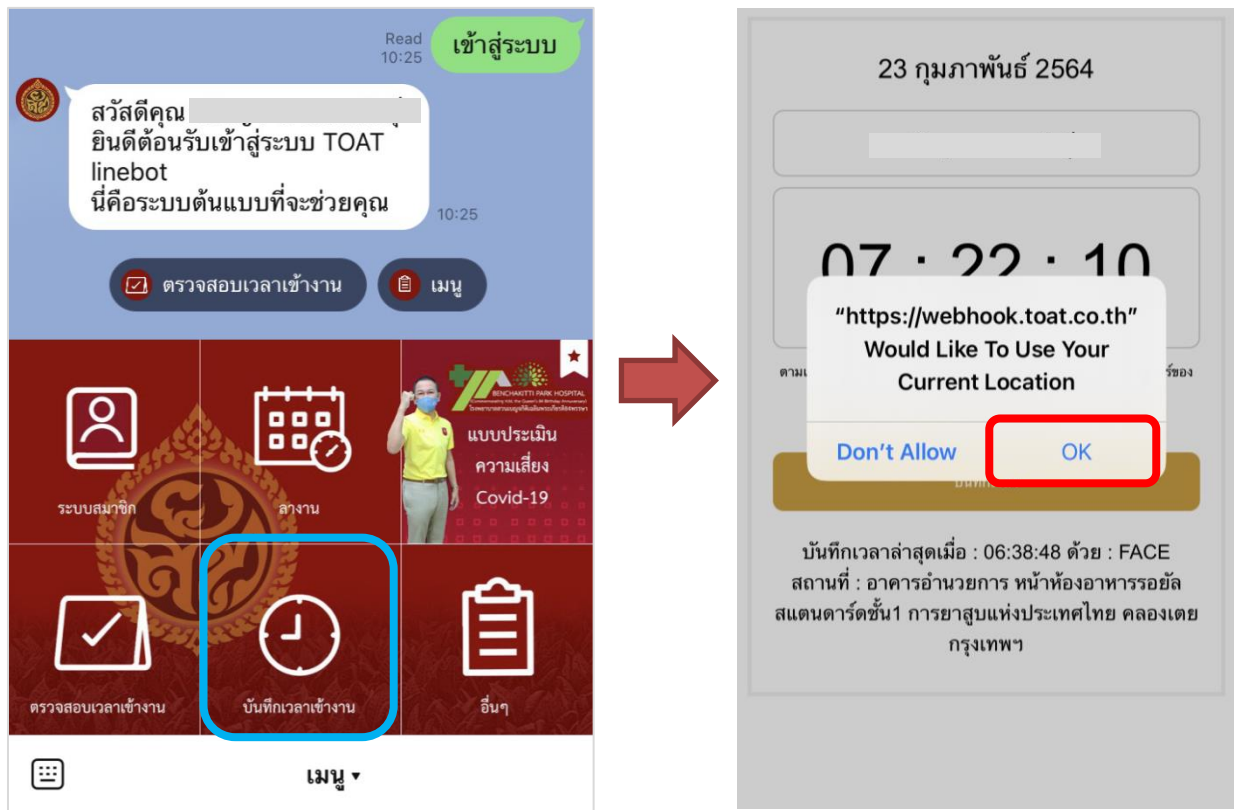 Read
10:25
เข้าสู่ระบบ
สวัสดีคุณ
ยินดีต้อนรับเข้าสู่ระบบ TOAT
linebot
นี่คือระบบต้นแบบที่จะช่วยคุณ
10:25
ตรวจสอบเวลาเข้างาน
เมนู
ระบบสมาชิก
ลางาน
BENCHAKITTI PARK HOSPITAL
แบบประเมิน
ความเสี่ยง
Covid-19
ตรวจสอบเวลาเข้างาน
บันทึกเวลาเข้างาน
อื่นๆ
เมนู
23 กุมภาพันธ์ 2564
07 : 22 : 10
"https://webhook.toat.co.th"
Would Like To Use Your
Current Location
Don't Allow
OK
บันทึกเวลาล่าสุดเมื่อ : 06:38:48 ด้วย : FACE
สถานที่ : อาคารอำนวยการ หน้าห้องอาหารรอยัล
สแตนดาร์ดชั้น1 การยาสูบแห่งประเทศไทย คลองเตย
กรุงเทพฯ